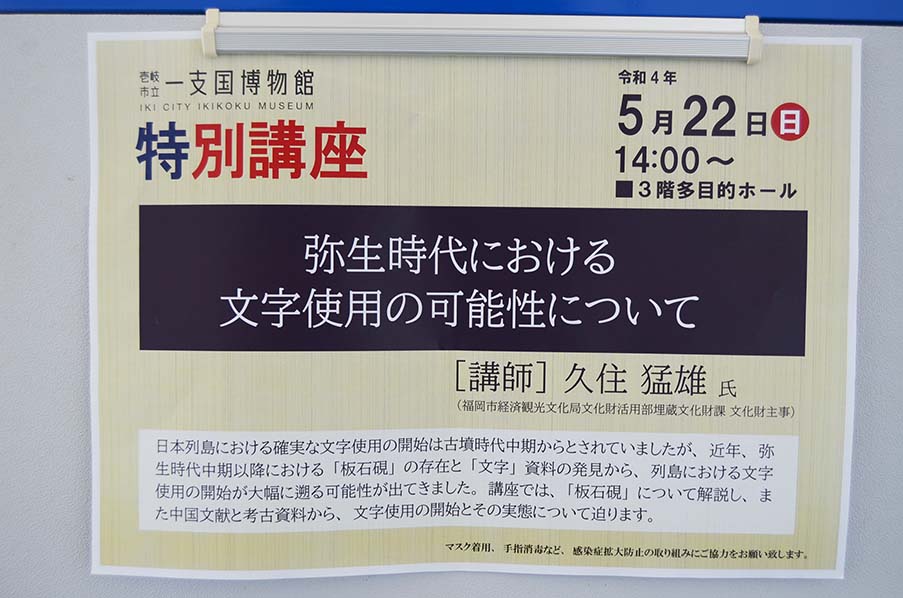 壱岐市立 一支国博物館
IKI CITY IKIKOKU MUSEUM
特別講座
令和4年
5月22日日
14:00〜
■3階多目的ホール
弥生時代における
文字使用の可能性について
［講師］久住 猛雄 氏
（福岡市経済観光文化局文化財活用部埋蔵文化財課 文化財主事）
日本列島における確実な文字使用の開始は古墳時代中期からとされていましたが、近年、弥
生時代中期以降における「板石硯」の存在と「文字」資料の発見から、列島における文字
使用の開始が大幅に遡る可能性が出てきました。講座では、「板石硯」について解説し、ま
た中国文献と考古資料から、文字使用の開始とその実態について迫ります。
マスク着用、手指消毒など、感染症拡大防止の取り組みにご協力をお願い致します。